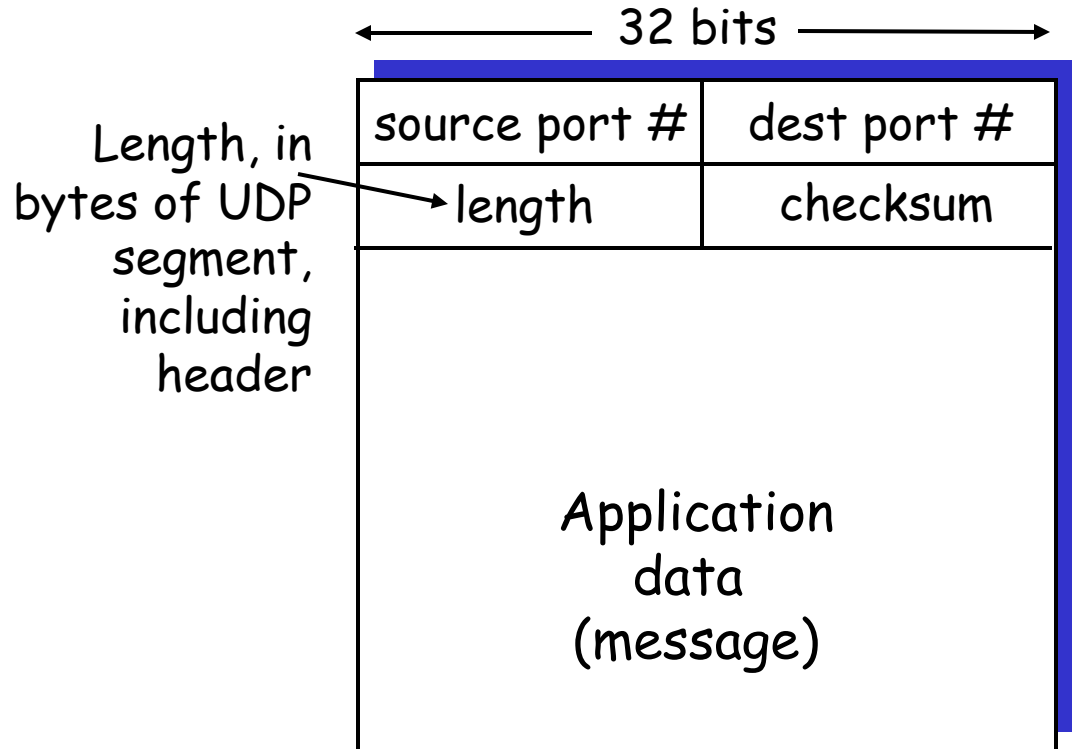 32 bits
source port #
dest port #
Length, in
bytes of UDP
segment,
including
header
length
checksum
Application
data
(message)